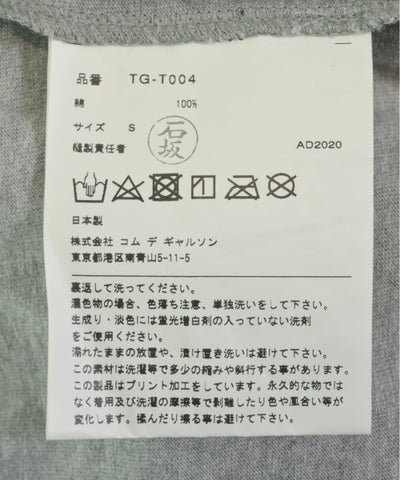 品番 TG-T004
綿 100%
サイズ S
石坂
縫製責任者 AD2020
日本製
株式会社 コム デ ギャルソン
東京都港区南青山5-11-5
裏返して洗ってください。
濃色物の場合、色落ち注意、単独洗いをして下さい。
生成り・淡色には蛍光増白剤の入っていない洗剤
をご使用ください。
濡れたままの放置や、漬け置き洗いは避けて下さい。
この素材は洗濯等で多少の縮みや斜行する事があります。
この製品はプリント加工をしています。永久的な物では
なく着用及び洗濯の摩擦等で剥離したり色や風合い等が
変化します。揉んだり擦る事は避けて下さい。